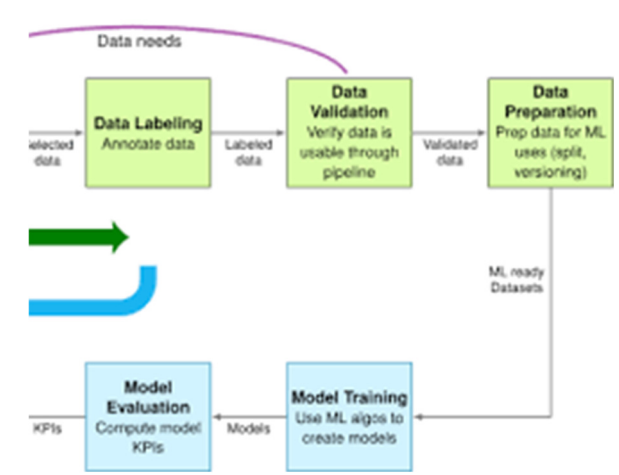 Data needs
Data Labeling
Annotate data
Data
Validation
Verify data is
usable through
pipeline
Data
Preparation
Prep data for ML
uses (split,
versioning)
elected
data
Labeled
data
Validated
data
ML ready
Datasets
Model
Evaluation
Compute model
KPIs
Model Training
Use ML algos to
create models
KPIs
Models